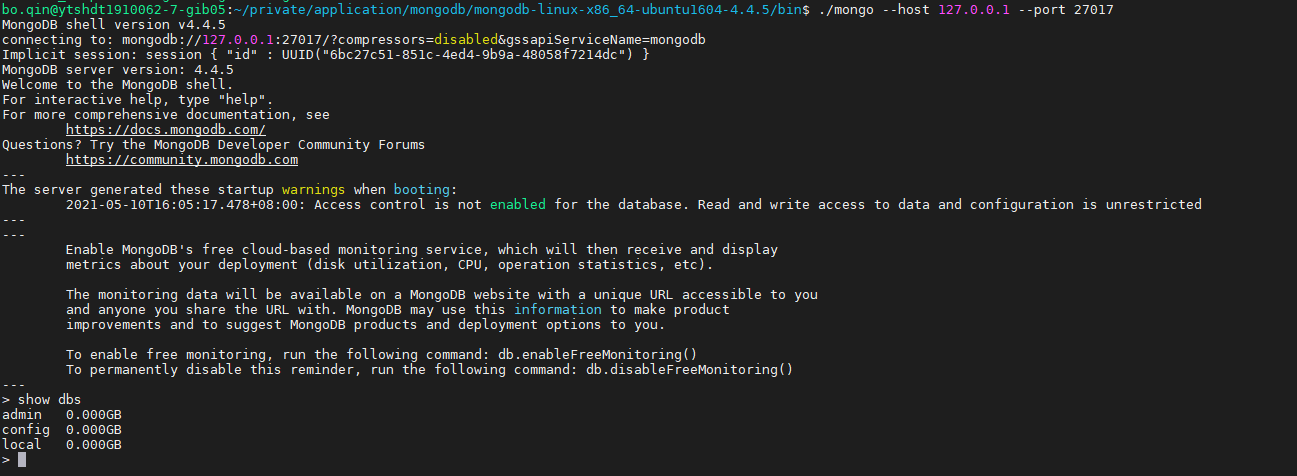 bo.qin@ytshdt1910062-7-gib05:~/private/application/mongodb/mongodb-linux-x86_64-ubuntu1604-4.4.5/bin$ ./mongo --host 127.0.0.1 --port 27017
MongoDB shell version v4.4.5
connecting to: mongodb://127.0.0.1:27017/?compressors=disabled&gssapiServiceName=mongodb
Implicit session: session { "id" : UUID("6bc27c51-851c-4ed4-9b9a-48058f7214dc") }
MongoDB server version: 4.4.5
Welcome to the MongoDB shell.
For interactive help, type "help".
For more comprehensive documentation, see
        https://docs.mongodb.com/
Questions? Try the MongoDB Developer Community Forums
        https://community.mongodb.com
---
The server generated these startup warnings when booting:
        2021-05-10T16:05:17.478+08:00: Access control is not enabled for the database. Read and write access to data and configuration is unrestricted
---
---
        Enable MongoDB's free cloud-based monitoring service, which will then receive and display
        metrics about your deployment (disk utilization, CPU, operation statistics, etc).

        The monitoring data will be available on a MongoDB website with a unique URL accessible to you
        and anyone you share the URL with. MongoDB may use this information to make product
        improvements and to suggest MongoDB products and deployment options to you.

        To enable free monitoring, run the following command: db.enableFreeMonitoring()
        To permanently disable this reminder, run the following command: db.disableFreeMonitoring()
---
> show dbs
admin   0.000GB
config  0.000GB
local   0.000GB
>